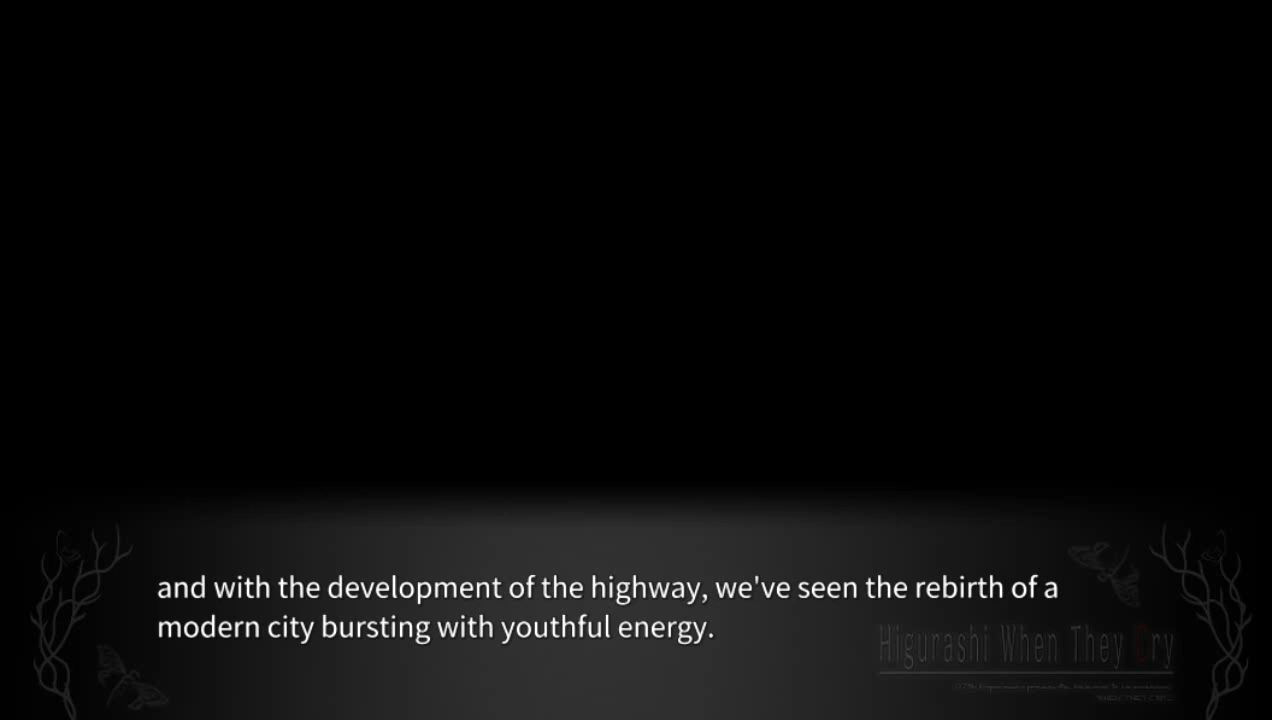 and with the development of the highway, we've seen the rebirth of a
modern city bursting with youthful energy.
Higurashi When They Cry